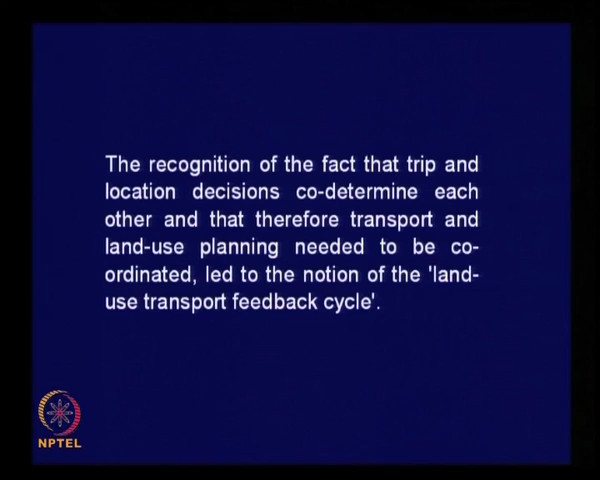 The recognition of the fact that trip and
location decisions co-determine each
other and that therefore transport and
land-use planning needed to be co-
ordinated, led to the notion of the 'land-
use transport feedback cycle'.
NPTEL